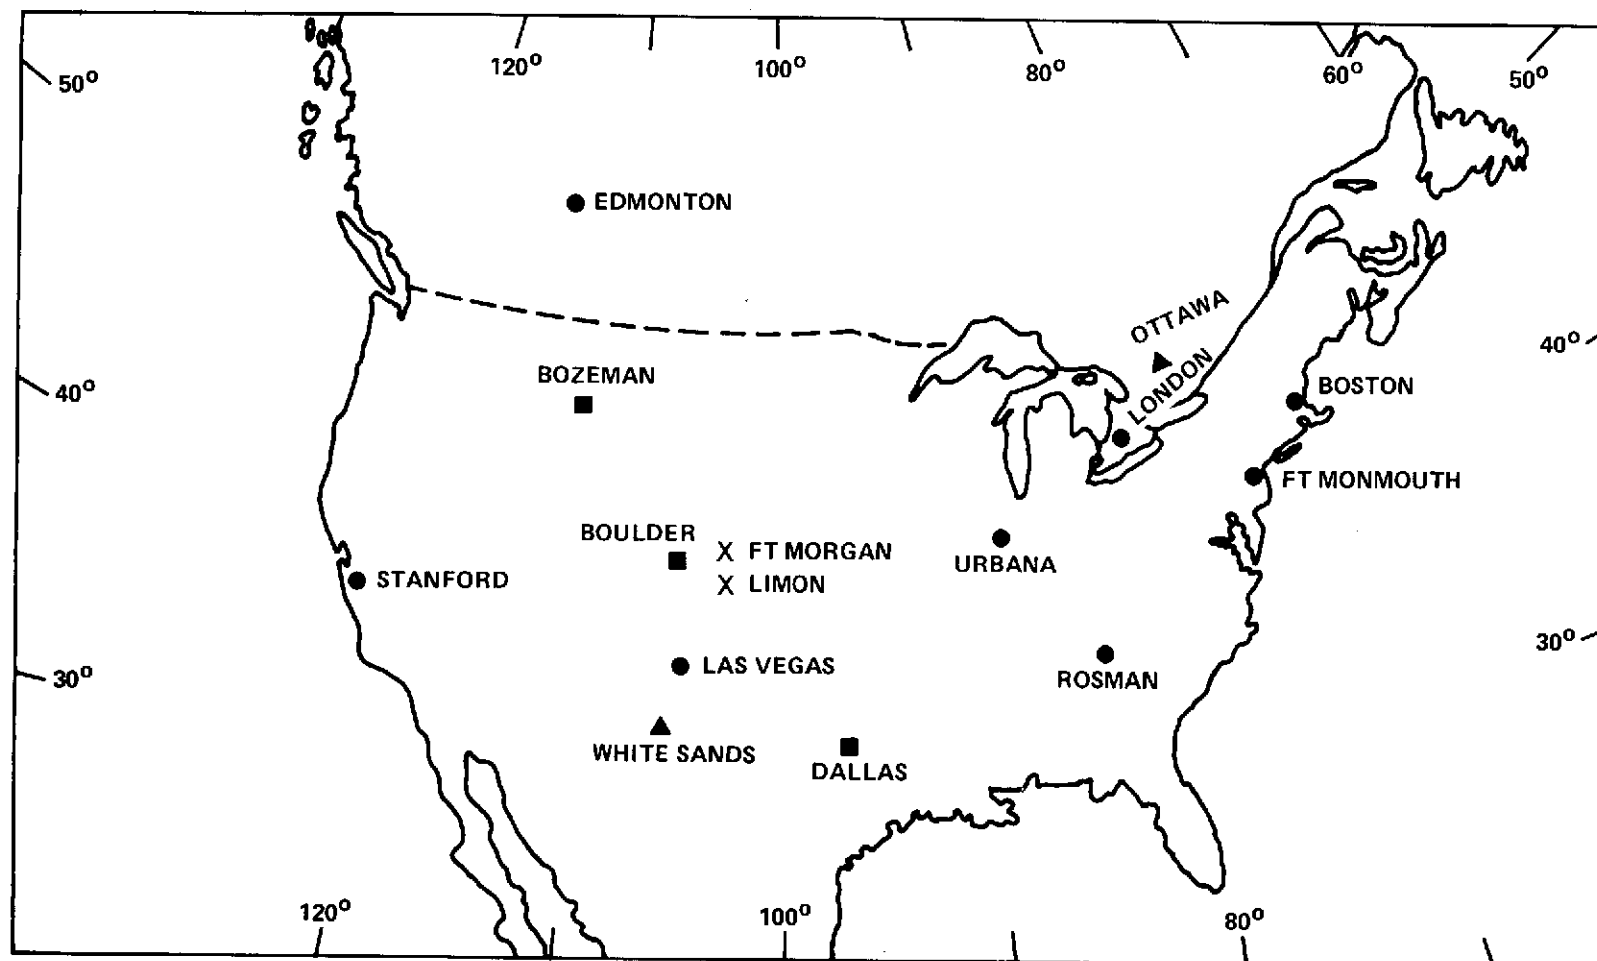 120°
100°
80°
60°
50°
50°
EDMONTON
OTTAWA
40°
BOZEMAN
LONDON
40°
BOSTON
FT MONMOUTH
BOULDER
X FT MORGAN
URBANA
STANFORD
X LIMON
30°
LAS VEGAS
30°
ROSMAN
WHITE SANDS
DALLAS
120°
100°
80°